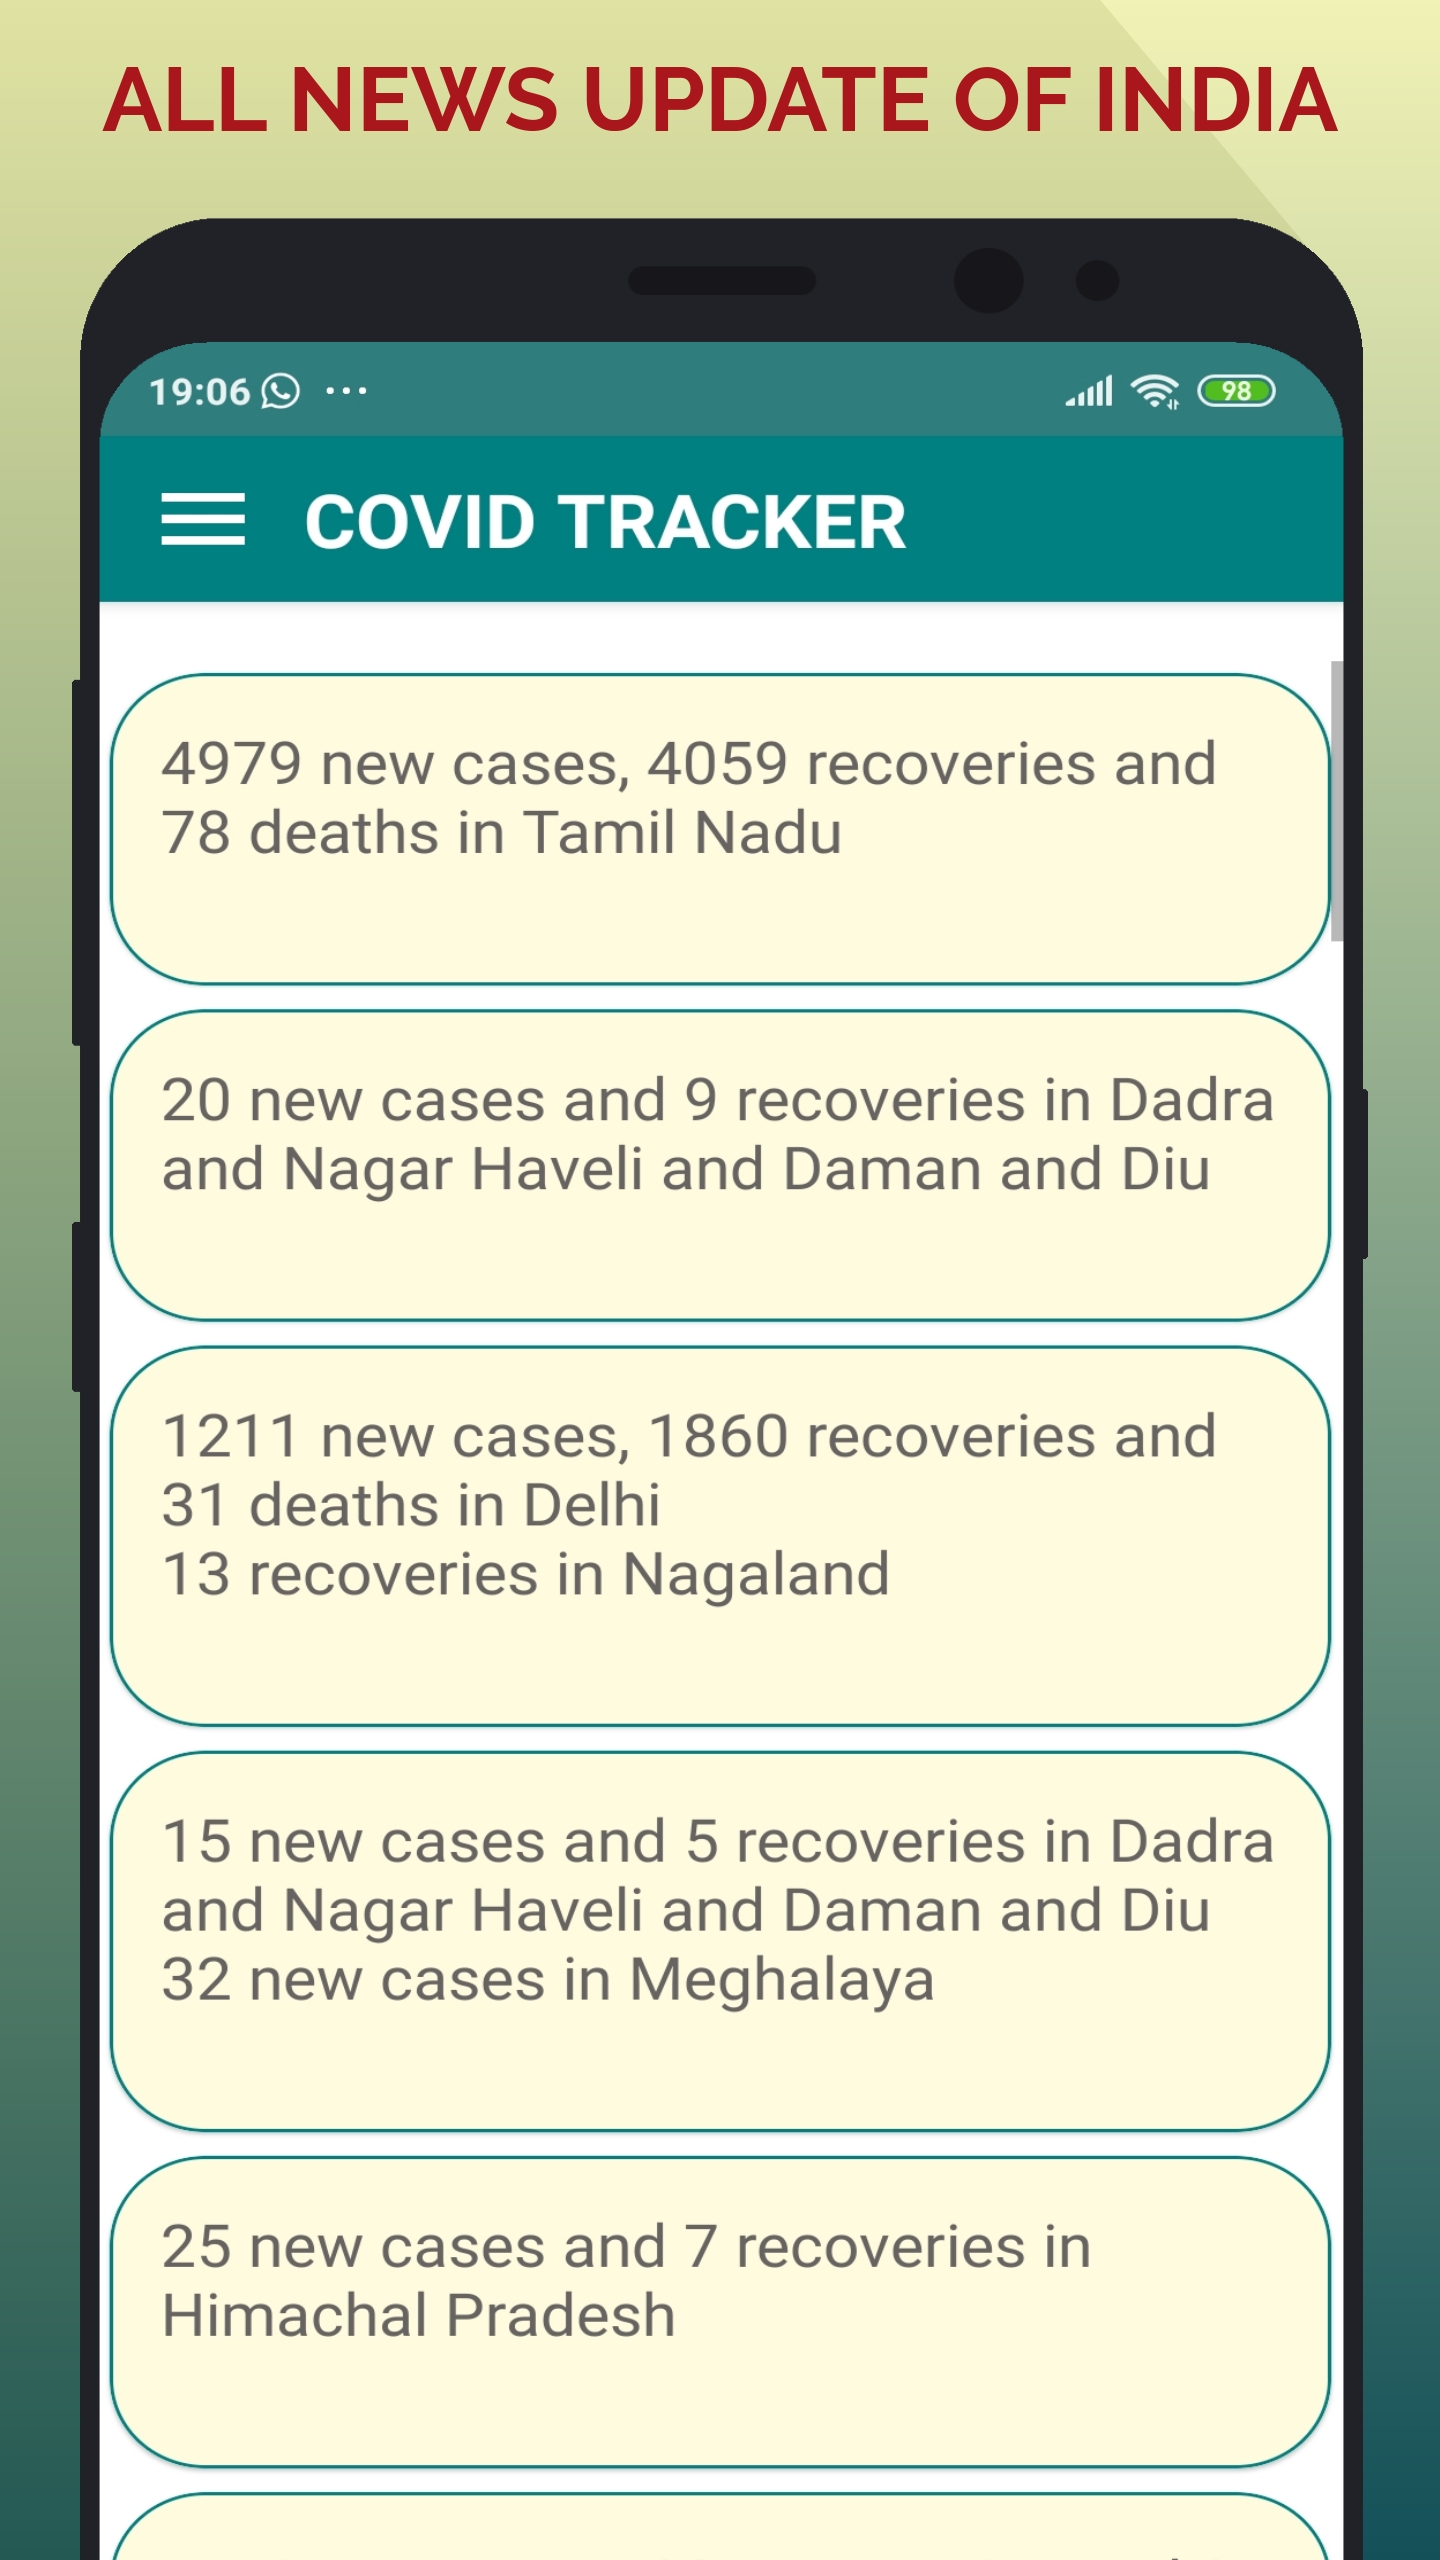 ALL NEWS UPDATE OF INDIA
19:06 ... 98
COVID TRACKER
4979 new cases, 4059 recoveries and
78 deaths in Tamil Nadu
20 new cases and 9 recoveries in Dadra
and Nagar Haveli and Daman and Diu
1211 new cases, 1860 recoveries and
31 deaths in Delhi
13 recoveries in Nagaland
15 new cases and 5 recoveries in Dadra
and Nagar Haveli and Daman and Diu
32 new cases in Meghalaya
25 new cases and 7 recoveries in
Himachal Pradesh